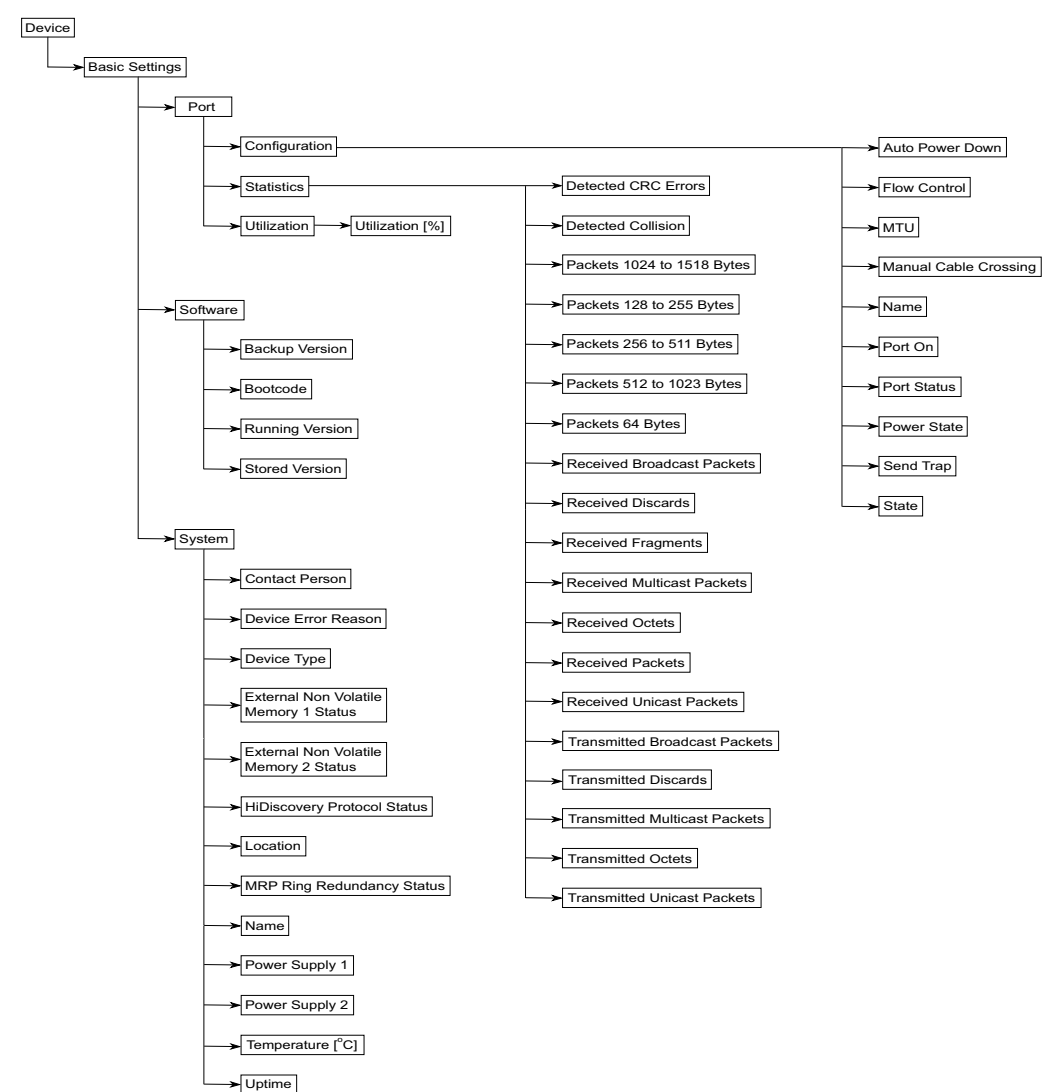 Device
Basic Settings
Port
Configuration
Statistics
Utilization
Utilization [%]
Detected CRC Errors
Detected Collision
Packets 1024 to 1518 Bytes
Packets 128 to 255 Bytes
Packets 256 to 511 Bytes
Packets 512 to 1023 Bytes
Packets 64 Bytes
Received Broadcast Packets
Received Discards
Received Fragments
Received Multicast Packets
Received Octets
Received Packets
Received Unicast Packets
Transmitted Broadcast Packets
Transmitted Discards
Transmitted Multicast Packets
Transmitted Octets
Transmitted Unicast Packets
Auto Power Down
Flow Control
MTU
Manual Cable Crossing
Name
Port On
Port Status
Power State
Send Trap
State
Software
Backup Version
Bootcode
Running Version
Stored Version
System
Contact Person
Device Error Reason
Device Type
External Non Volatile
Memory 1 Status
External Non Volatile
Memory 2 Status
HiDiscovery Protocol Status
Location
MRP Ring Redundancy Status
Name
Power Supply 1
Power Supply 2
Temperature [°C]
Uptime